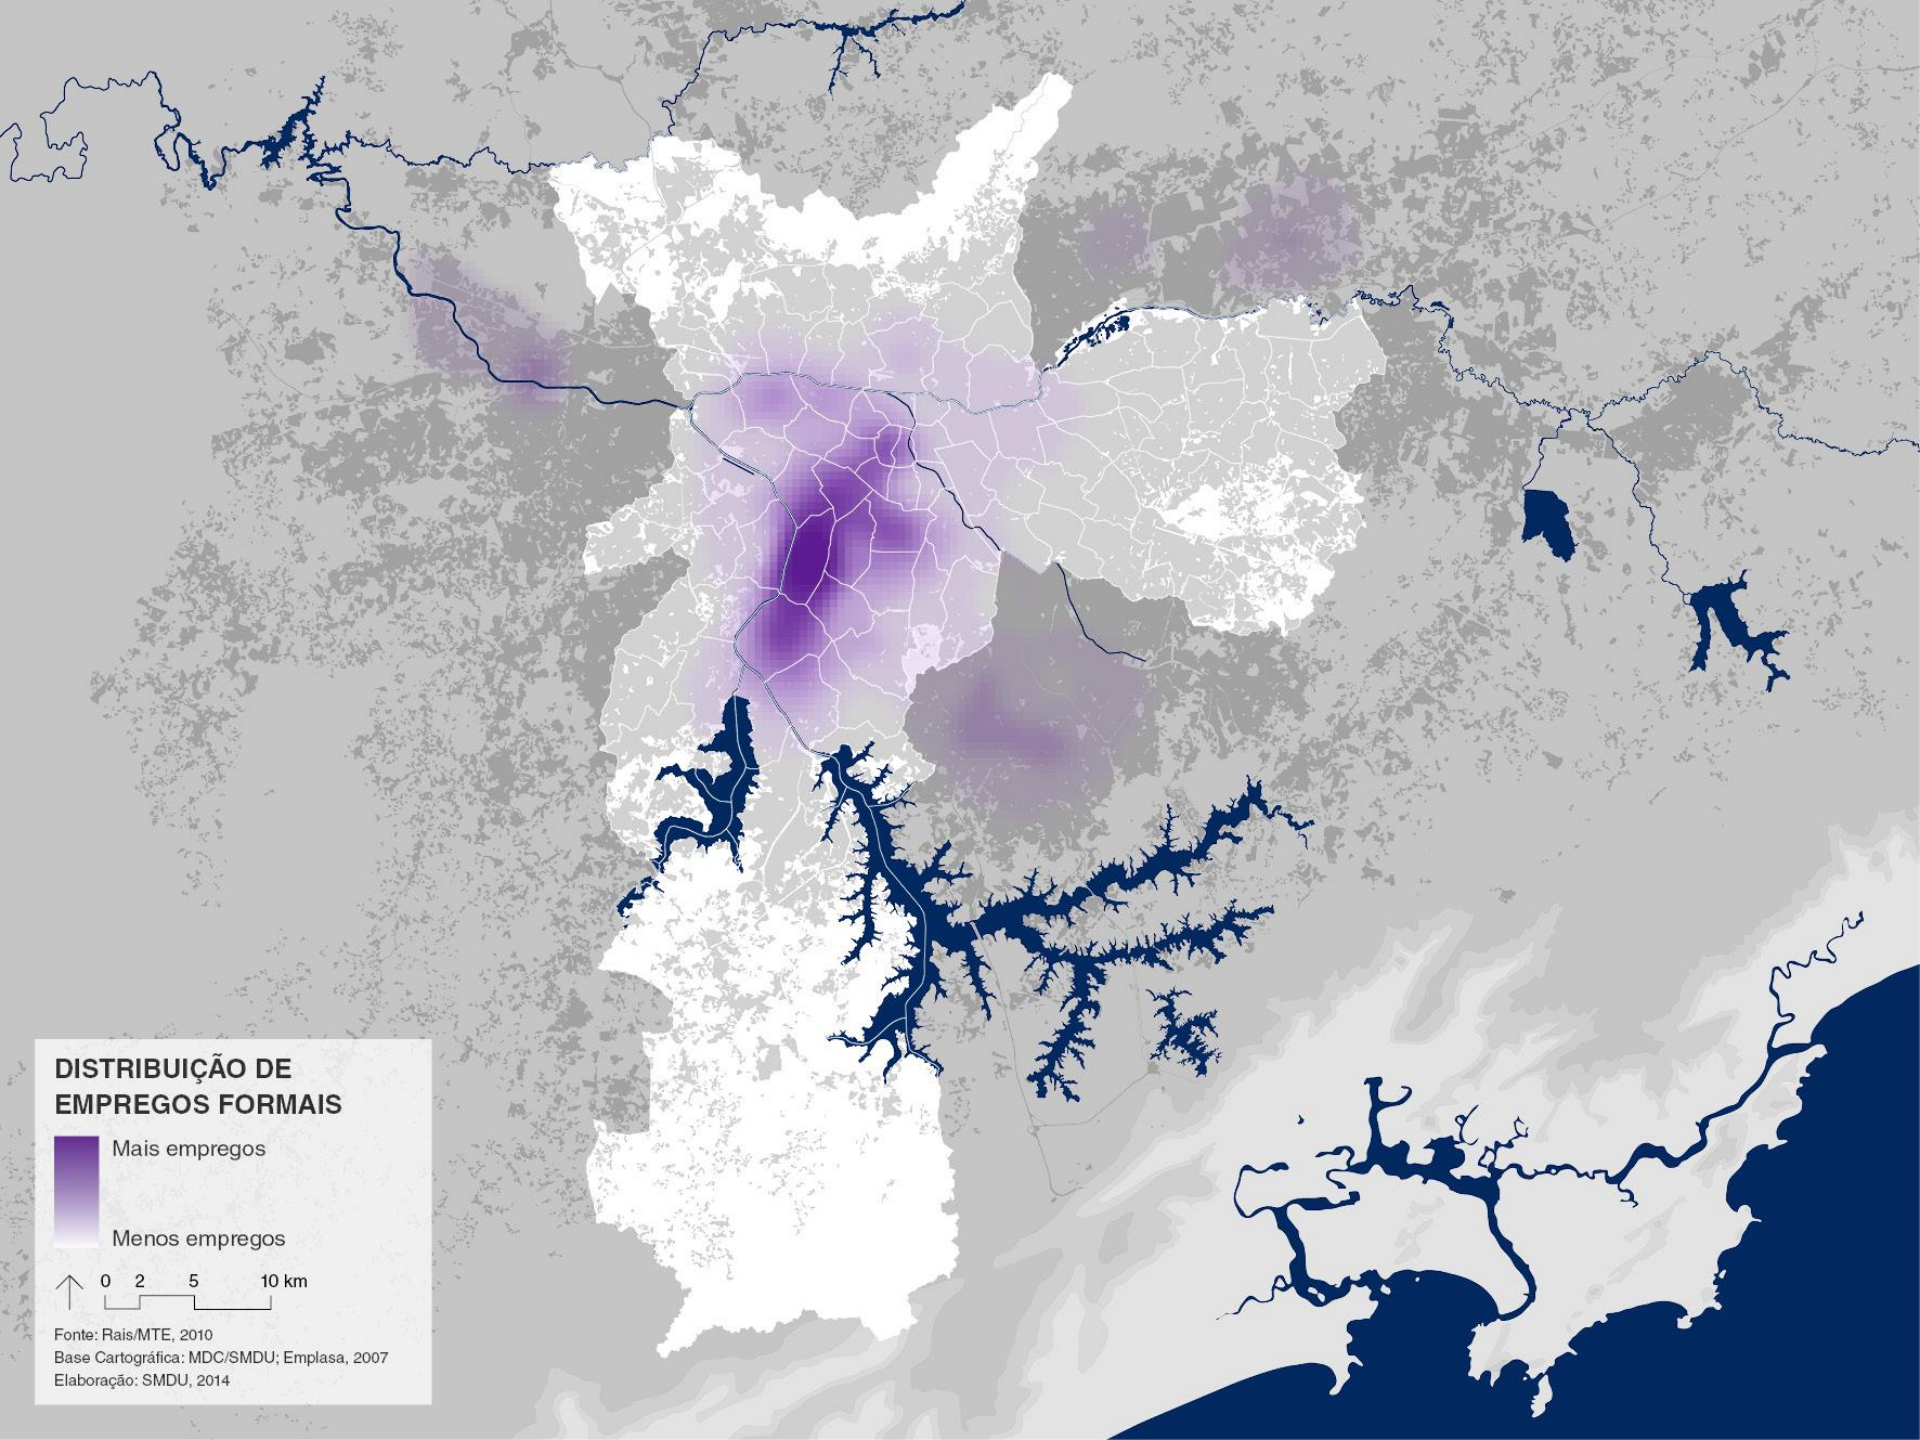 DISTRIBUIÇÃO DE
EMPREGOS FORMAIS
Mais empregos
Menos empregos
0 2 5 10 km
Fonte: Rais/MTE, 2010
Base Cartográfica: MDC/SMDU; Emplasa, 2007
Elaboração: SMDU, 2014